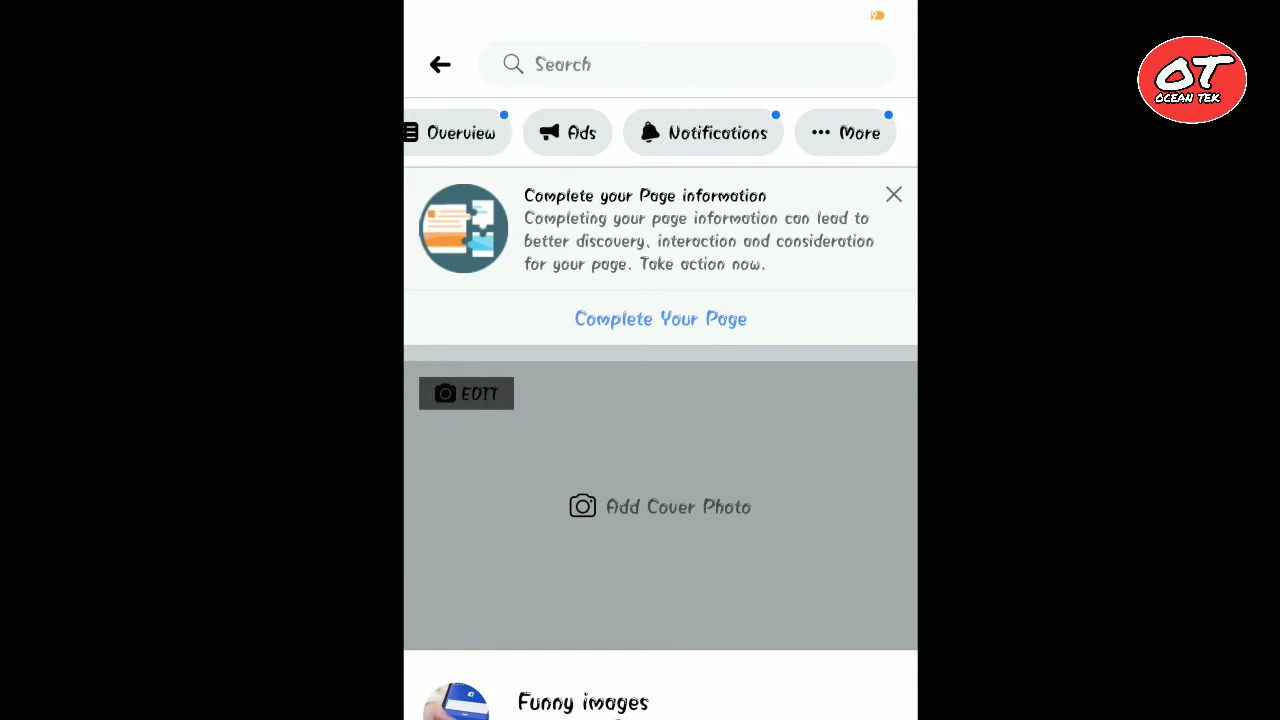 9
Search
OT
OCEAN TEK
Overview
Ads
Notifications
More
Complete your Page information
Completing your page information can lead to
better discovery, interaction and consideration
for your page. Take action now.
Complete Your Page
EDIT
Add Cover Photo
Funny images